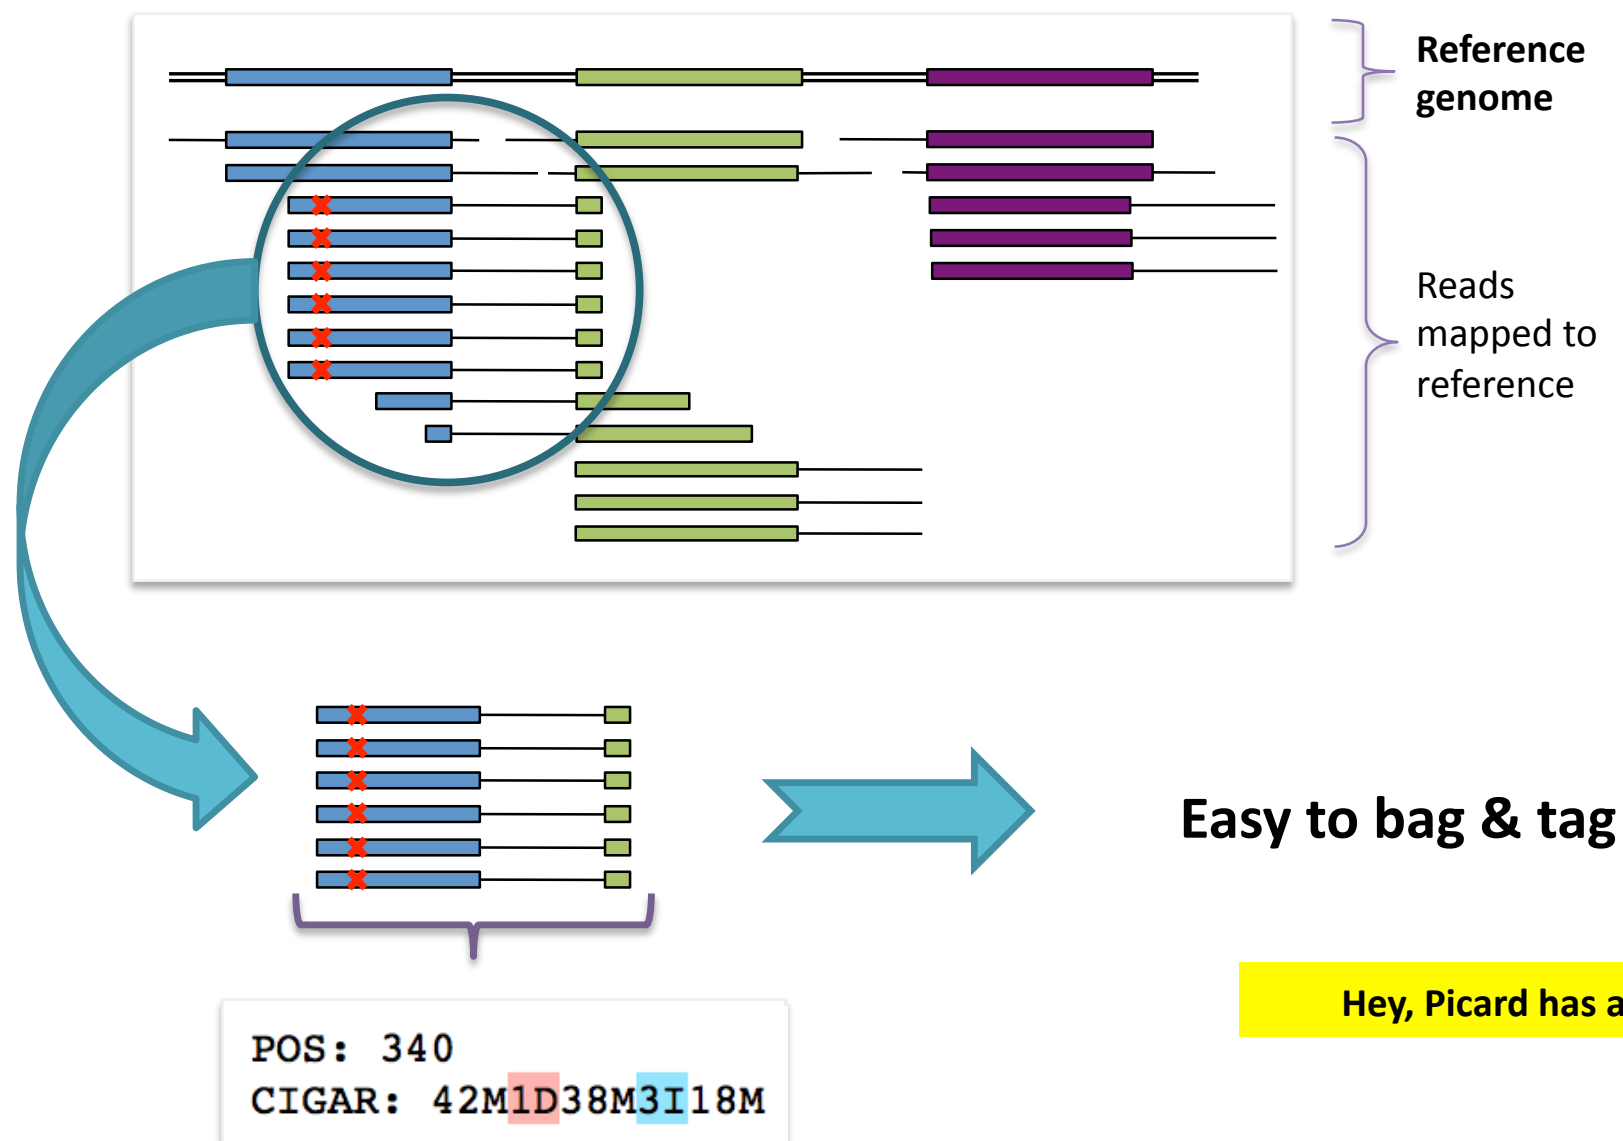 Reference
genome
Reads
mapped to
reference
Easy to bag & tag
Hey, Picard has a
POS: 340
CIGAR: 42M1D38M3I18M